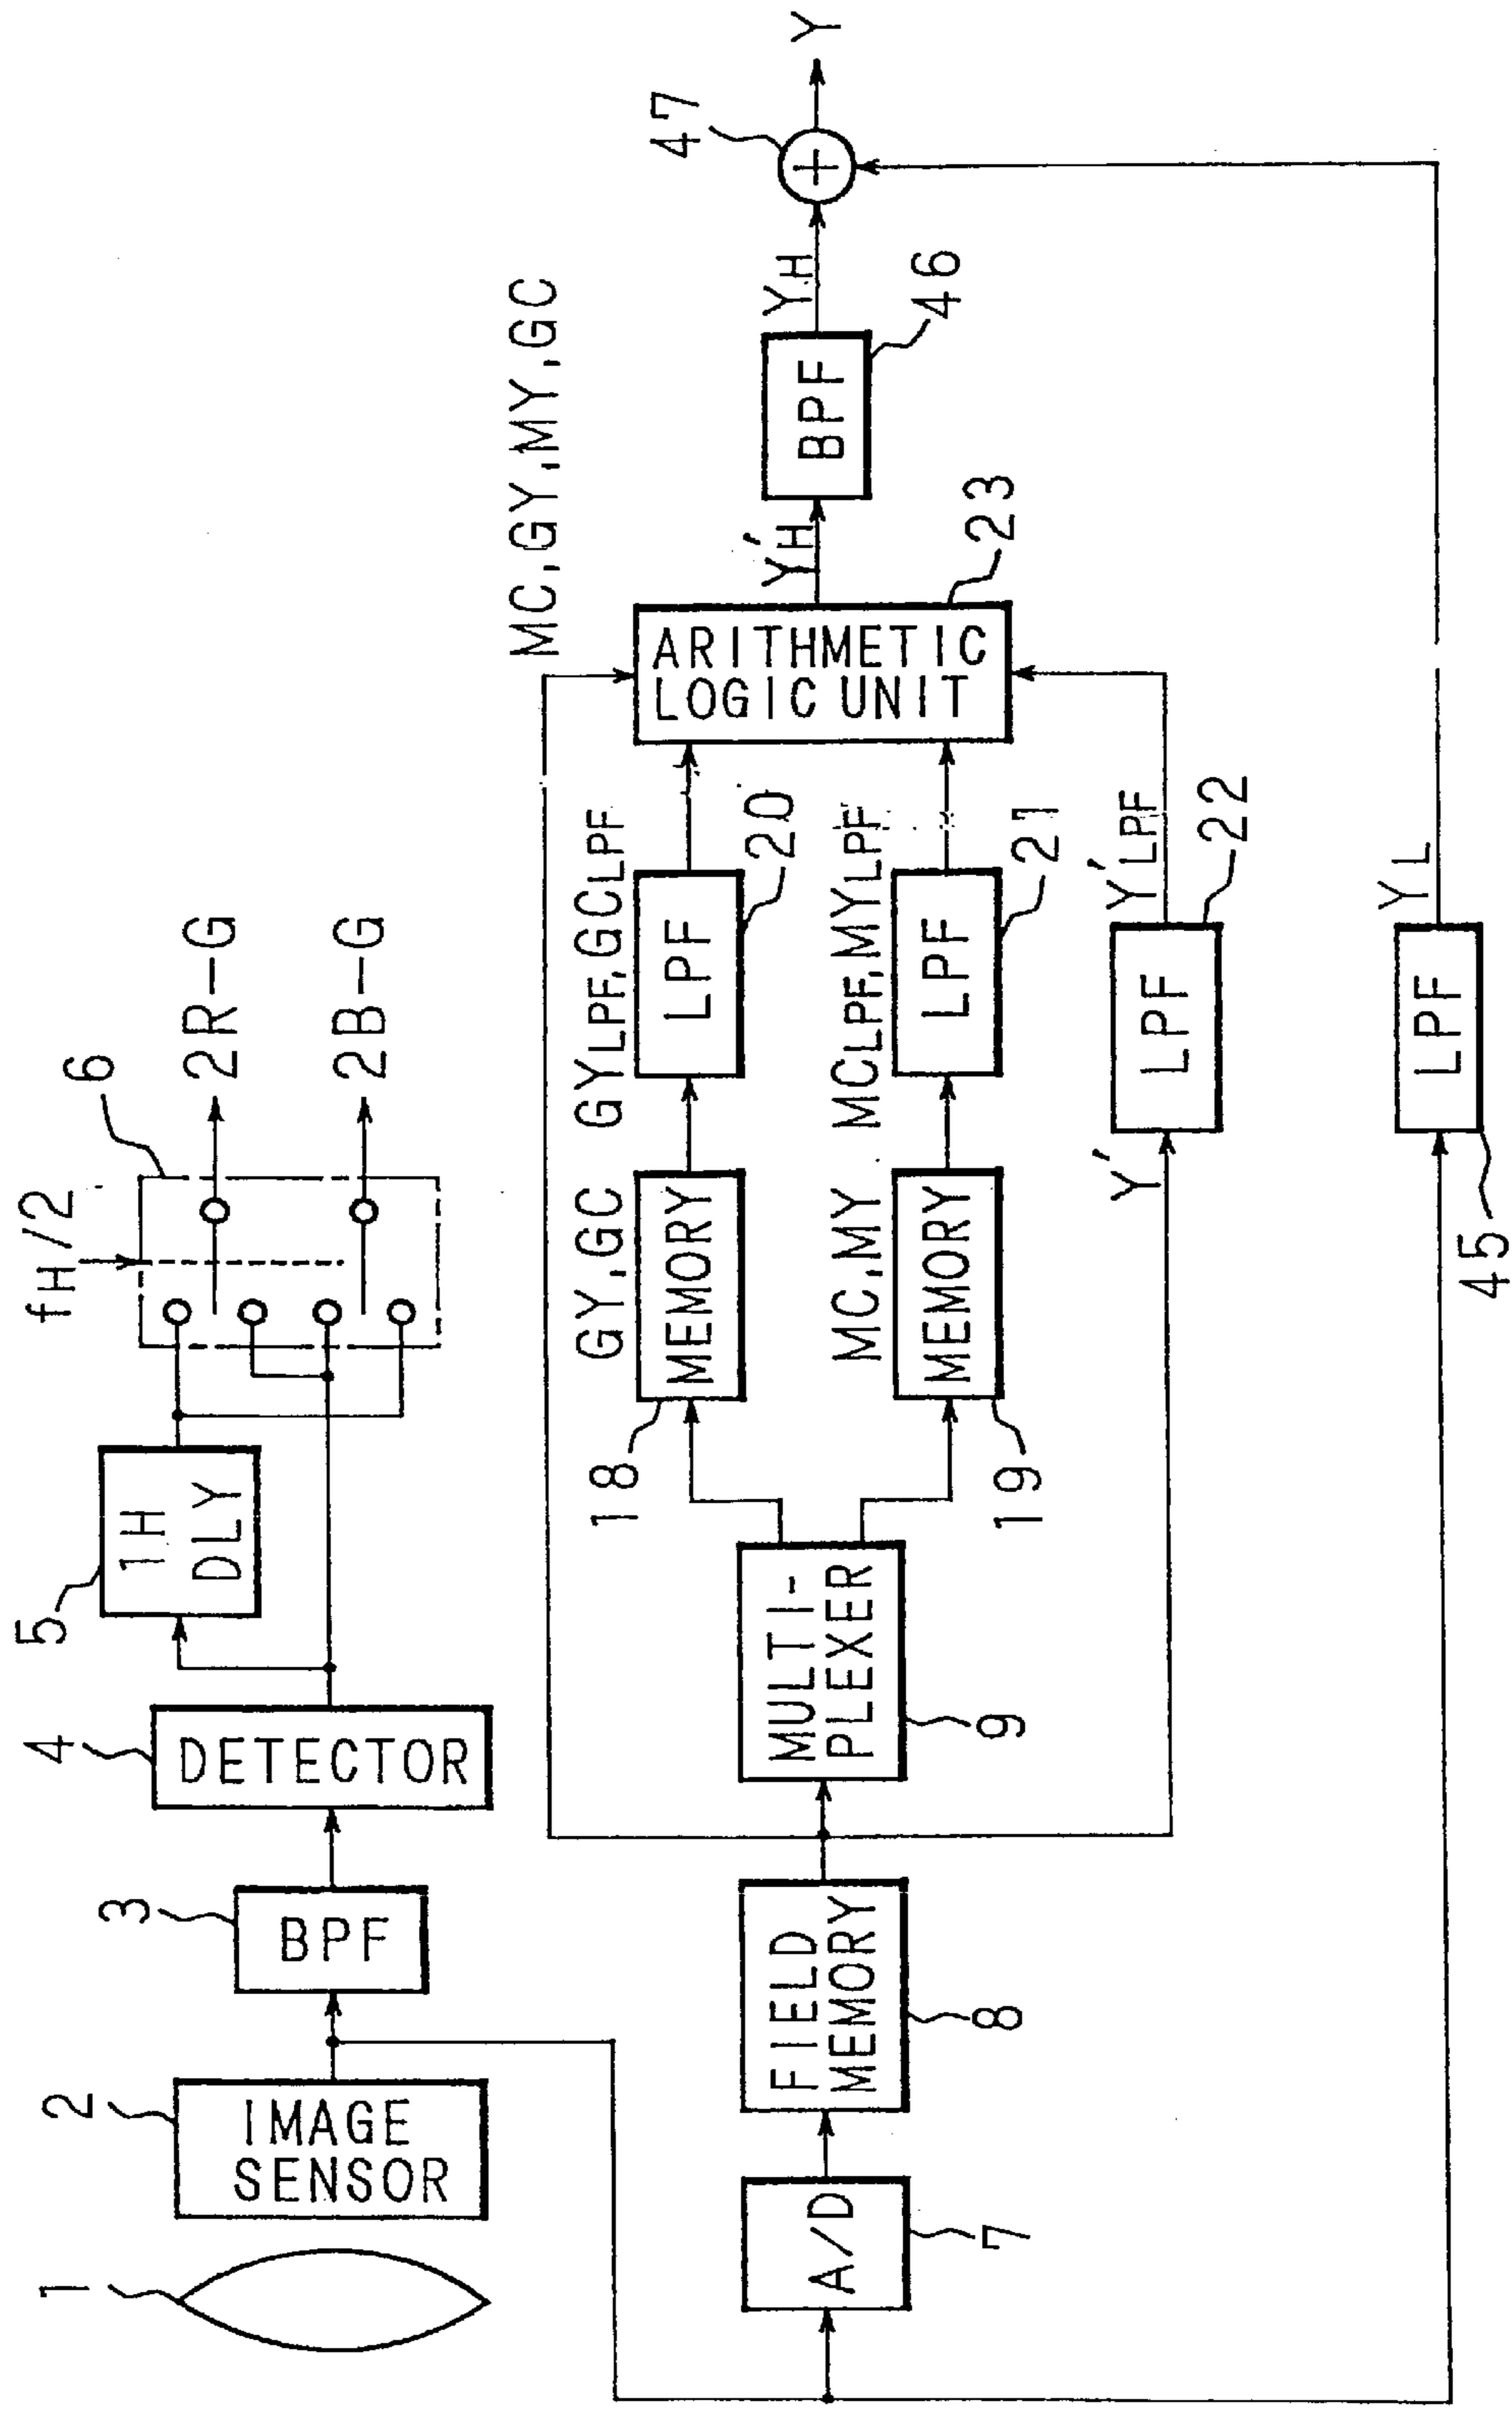 1
2
IMAGE
SENSOR
3
BPF
4
DETECTOR
5
1H
DLY
fH/2
6
2R-G
2B-G
7
A/D
8
FIELD
MEMORY
9
MULTI-
PLEXER
18
MEMORY
GY,GC
19
MEMORY
MC,MY
GYLPF,GCLPF
LPF
20
MCLPF,MYLPF
LPF
21
Y'
LPF
Y'LPF
22
MC,GY,MY,GC
ARITHMETIC
LOGIC UNIT
23
Y'H
BPF
46
YH
47
Y
45
LPF
YL